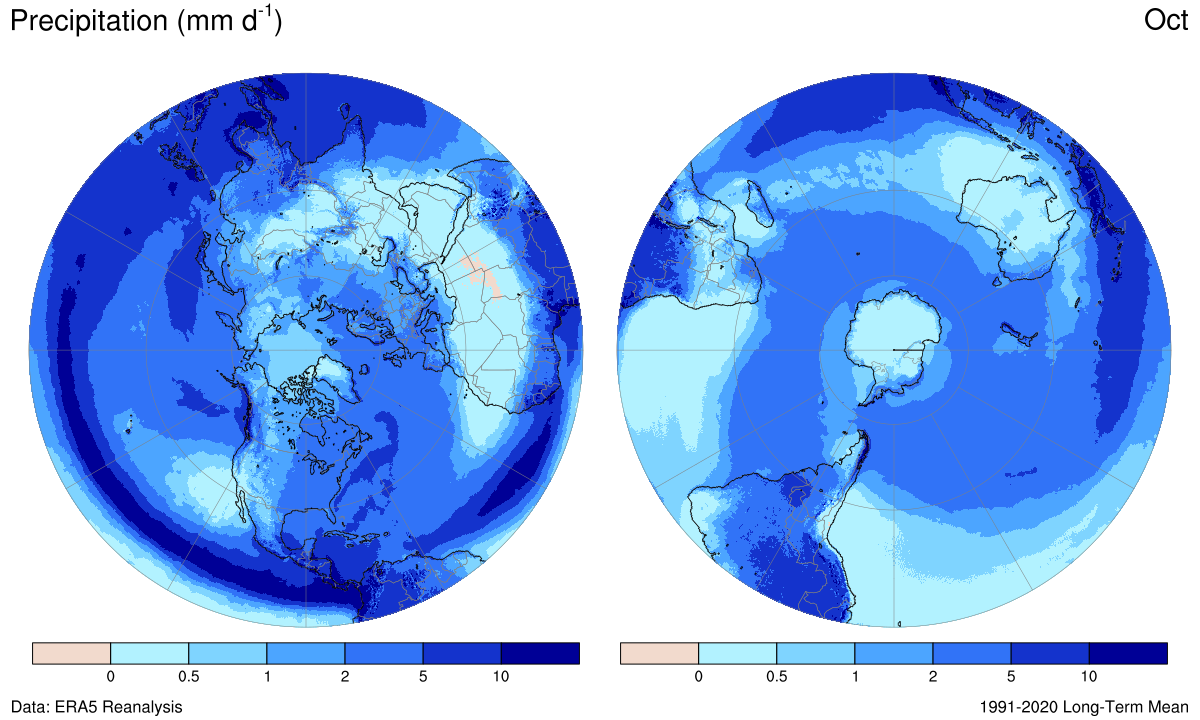 Precipitation (mm d-1) Oct
0 0.5 1 2 5 10 0 0.5 1 2 5 10
Data: ERA5 Reanalysis 1991-2020 Long-Term Mean